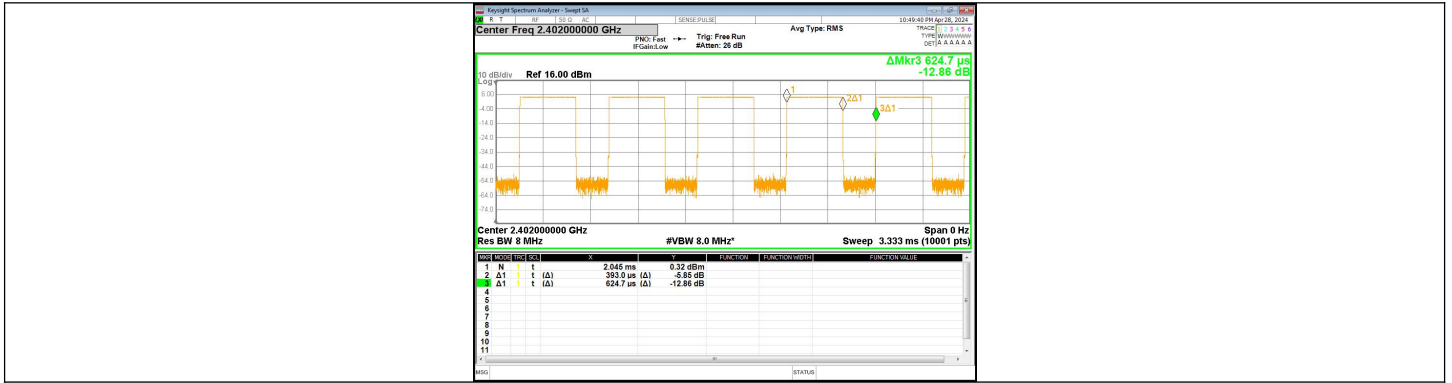 Keysight Spectrum Analyzer - Swept SA
R T RF 50 Ω AC SENSE:PULSE 10:49:40 PM Apr 28, 2024
Center Freq 2.402000000 GHz Avg Type: RMS TRACE 1 2 3 4 5 6
PNO: Fast Trig: Free Run TYPE WWWWWW
IFGain:Low #Atten: 26 dB DET A A A A A A
ΔMkr3 624.7 µs
10 dB/div Ref 16.00 dBm -12.86 dB
Log
6.00
1
2Δ1
-4.00
3Δ1
-14.0
-24.0
-34.0
-44.0
-54.0
-64.0
-74.0
Center 2.402000000 GHz Span 0 Hz
Res BW 8 MHz #VBW 8.0 MHz* Sweep 3.333 ms (10001 pts)
MKR MODE TRC SCL X Y FUNCTION FUNCTION WIDTH FUNCTION VALUE
1 N 1 t 2.045 ms 0.32 dBm
2 Δ1 1 t (Δ) 393.0 µs (Δ) -5.85 dB
3 Δ1 1 t (Δ) 624.7 µs (Δ) -12.86 dB
4
5
6
7
8
9
10
11
MSG STATUS